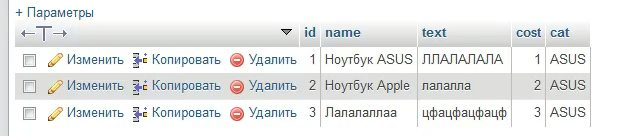 + Параметры
←T→ id name text cost cat
Изменить Копировать Удалить 1 Ноутбук ASUS ЛЛАЛАЛАЛА 1 ASUS
Изменить Копировать Удалить 2 Ноутбук Apple лалалла 2 ASUS
Изменить Копировать Удалить 3 Лалалаллаа цфацфацфацф 3 ASUS